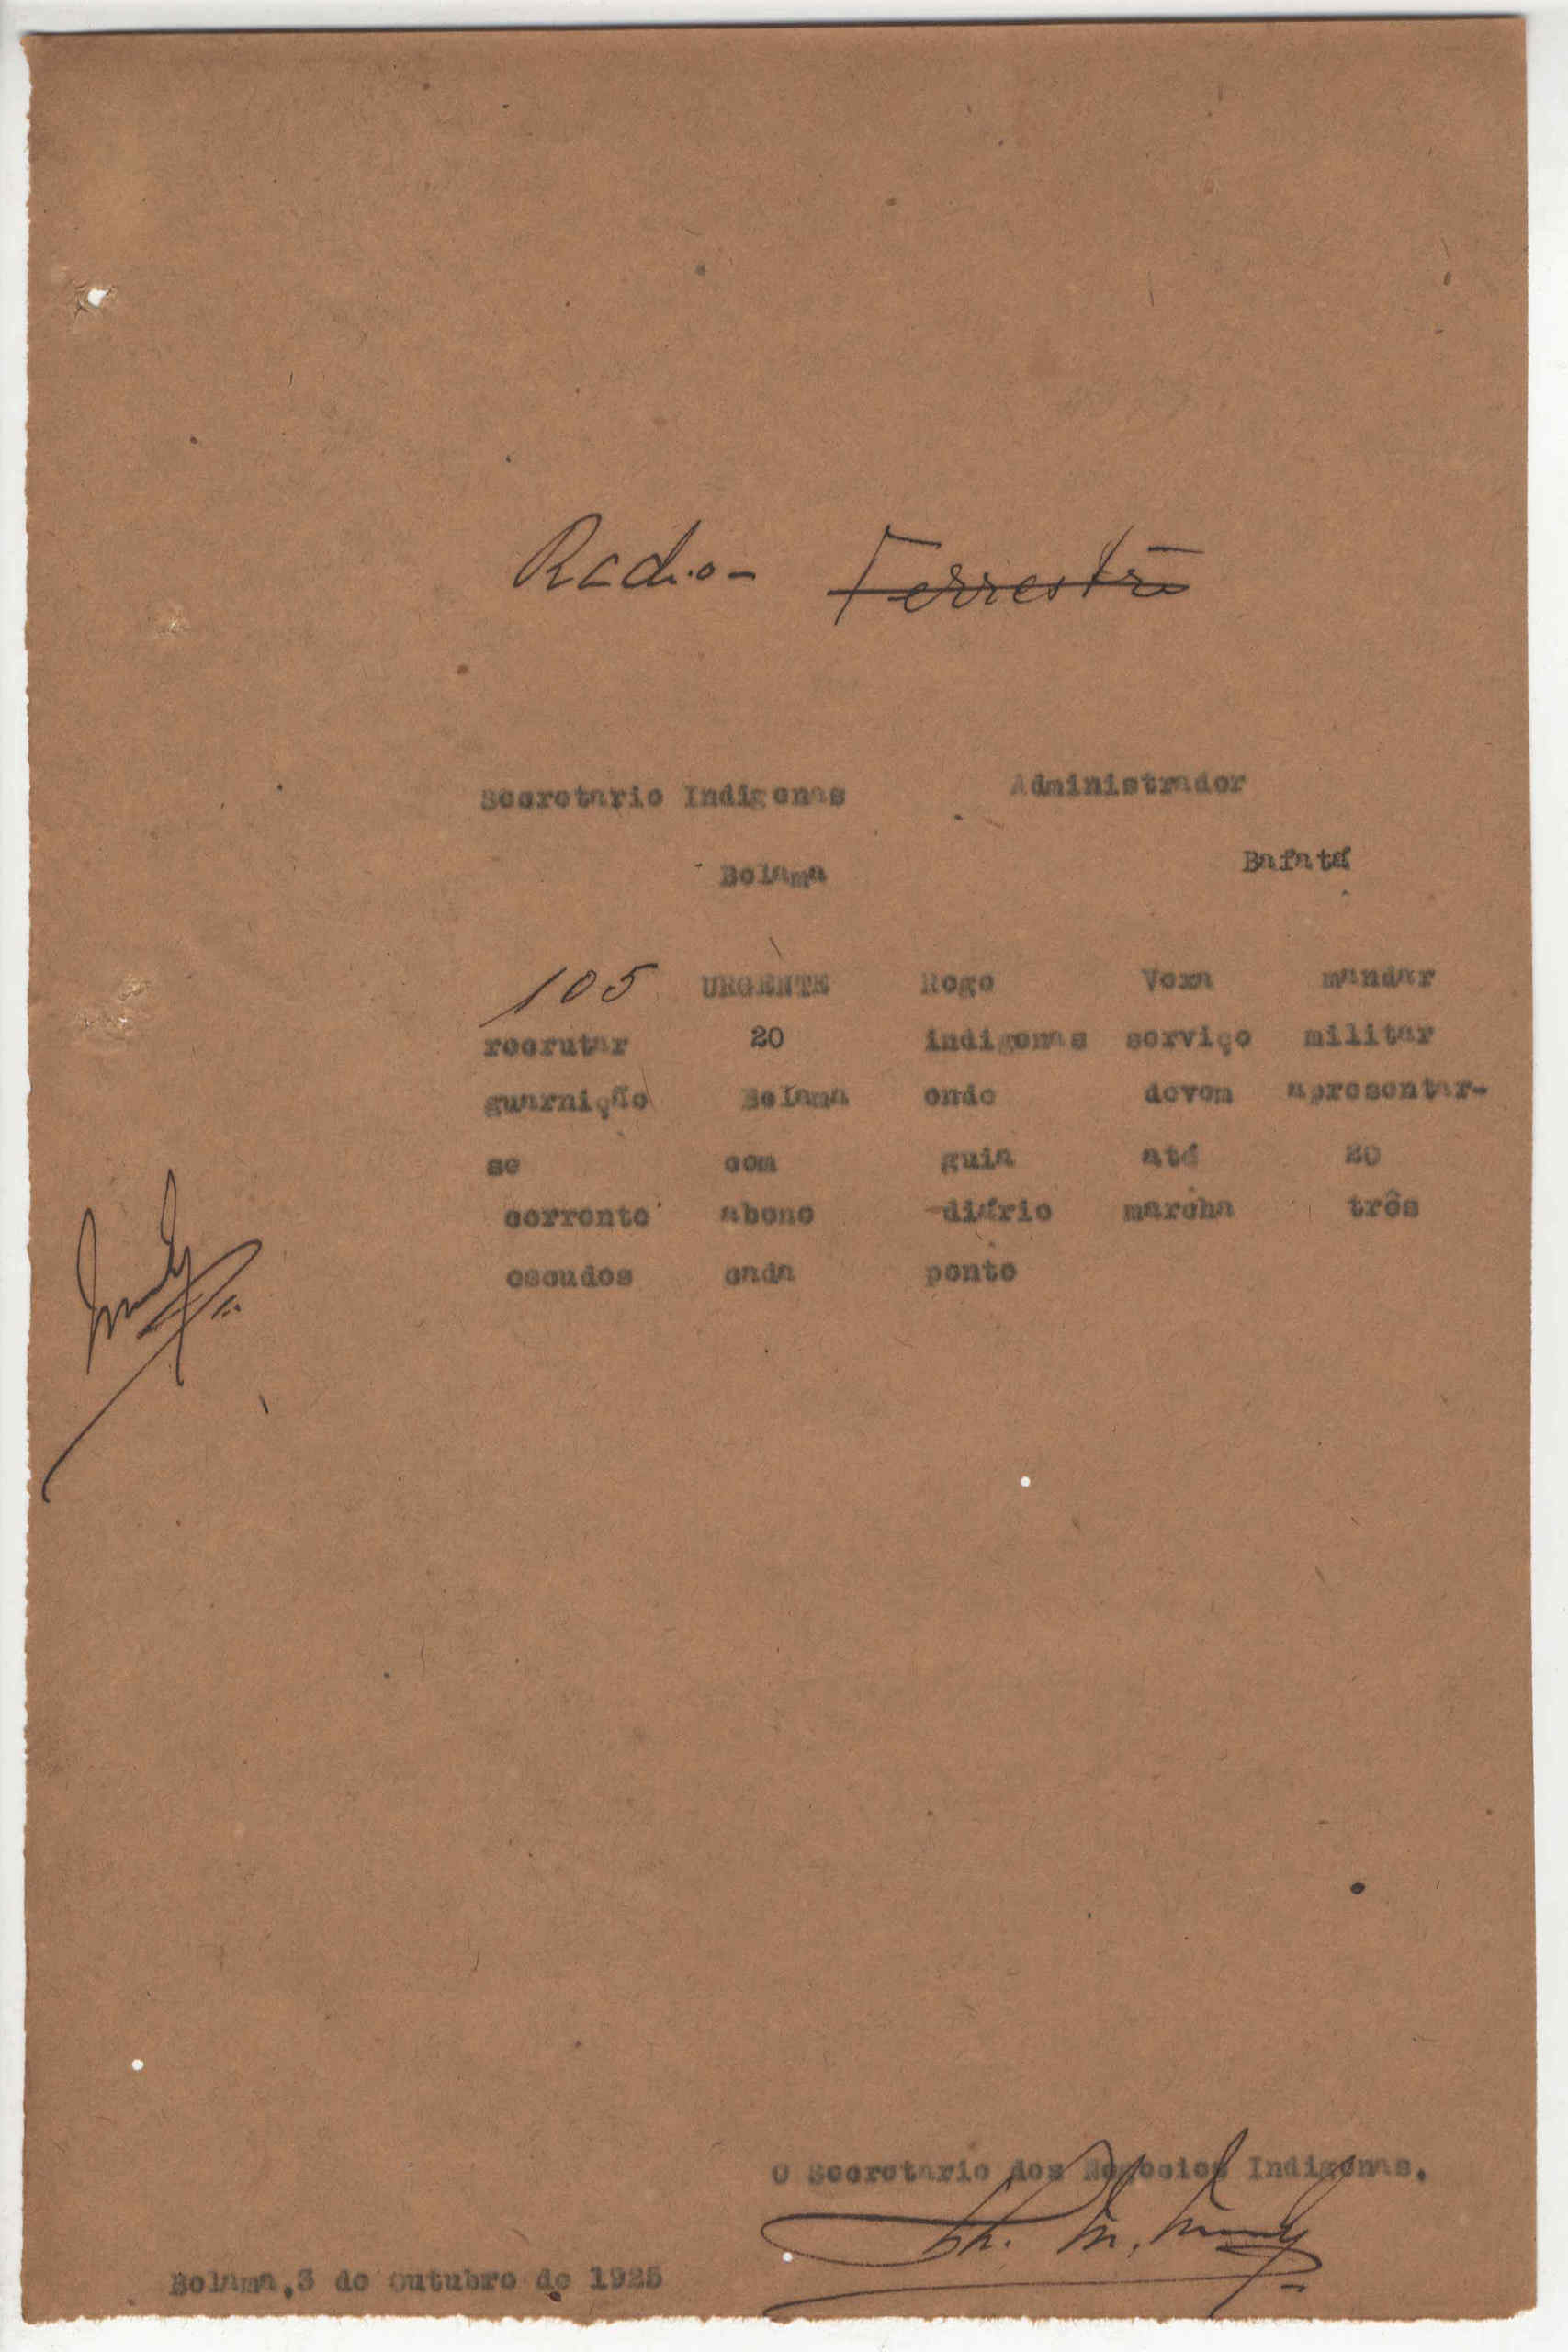 Radio- Terrestre
Secretario Indigenas Administrador
Bolama Bafatá
105 URGENTE Rogo Vexa mandar
recrutar 20 indigenas serviço militar
guarnição Bolama onde devem apresentar-
se com guia até 20
corrente abono diário marcha três
escudos cada ponto
O Secretario dos Negocios Indigenas,
Bolama,3 de Outubro de 1925